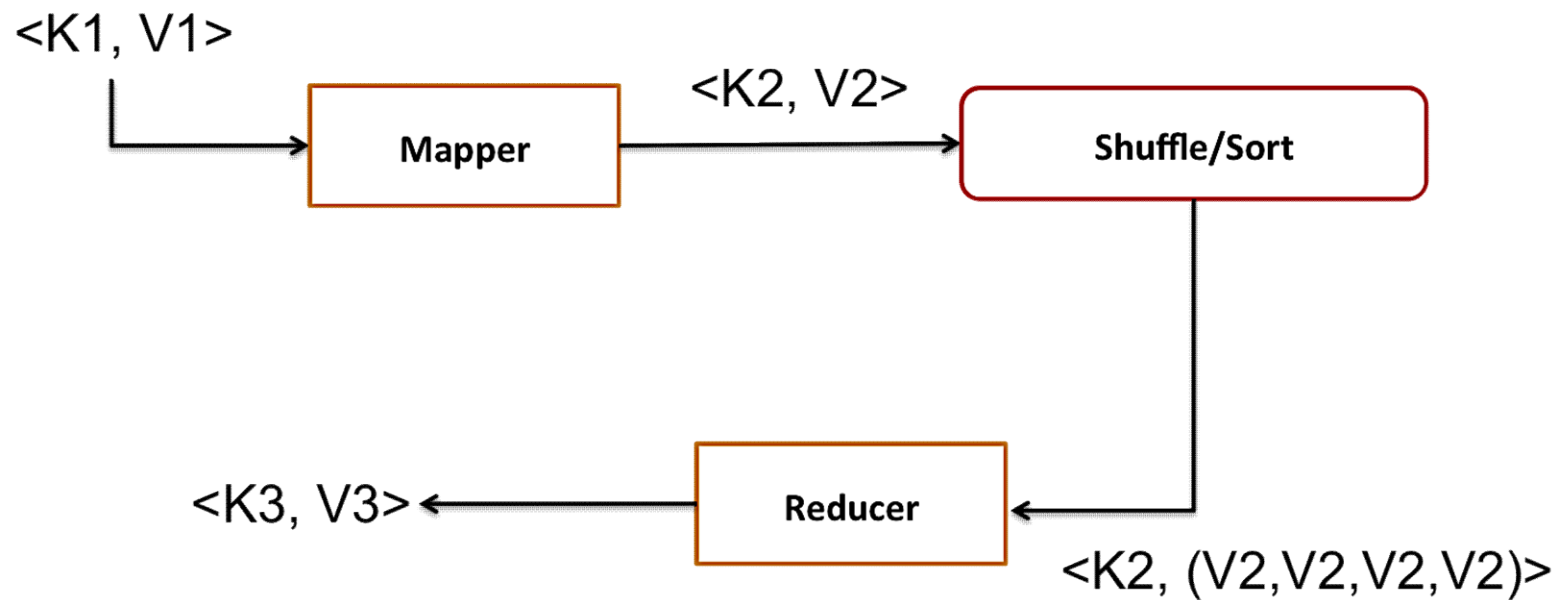 <K1, V1>
<K2, V2>
Mapper
Shuffle/Sort
<K3, V3>
Reducer
<K2, (V2,V2,V2,V2)>